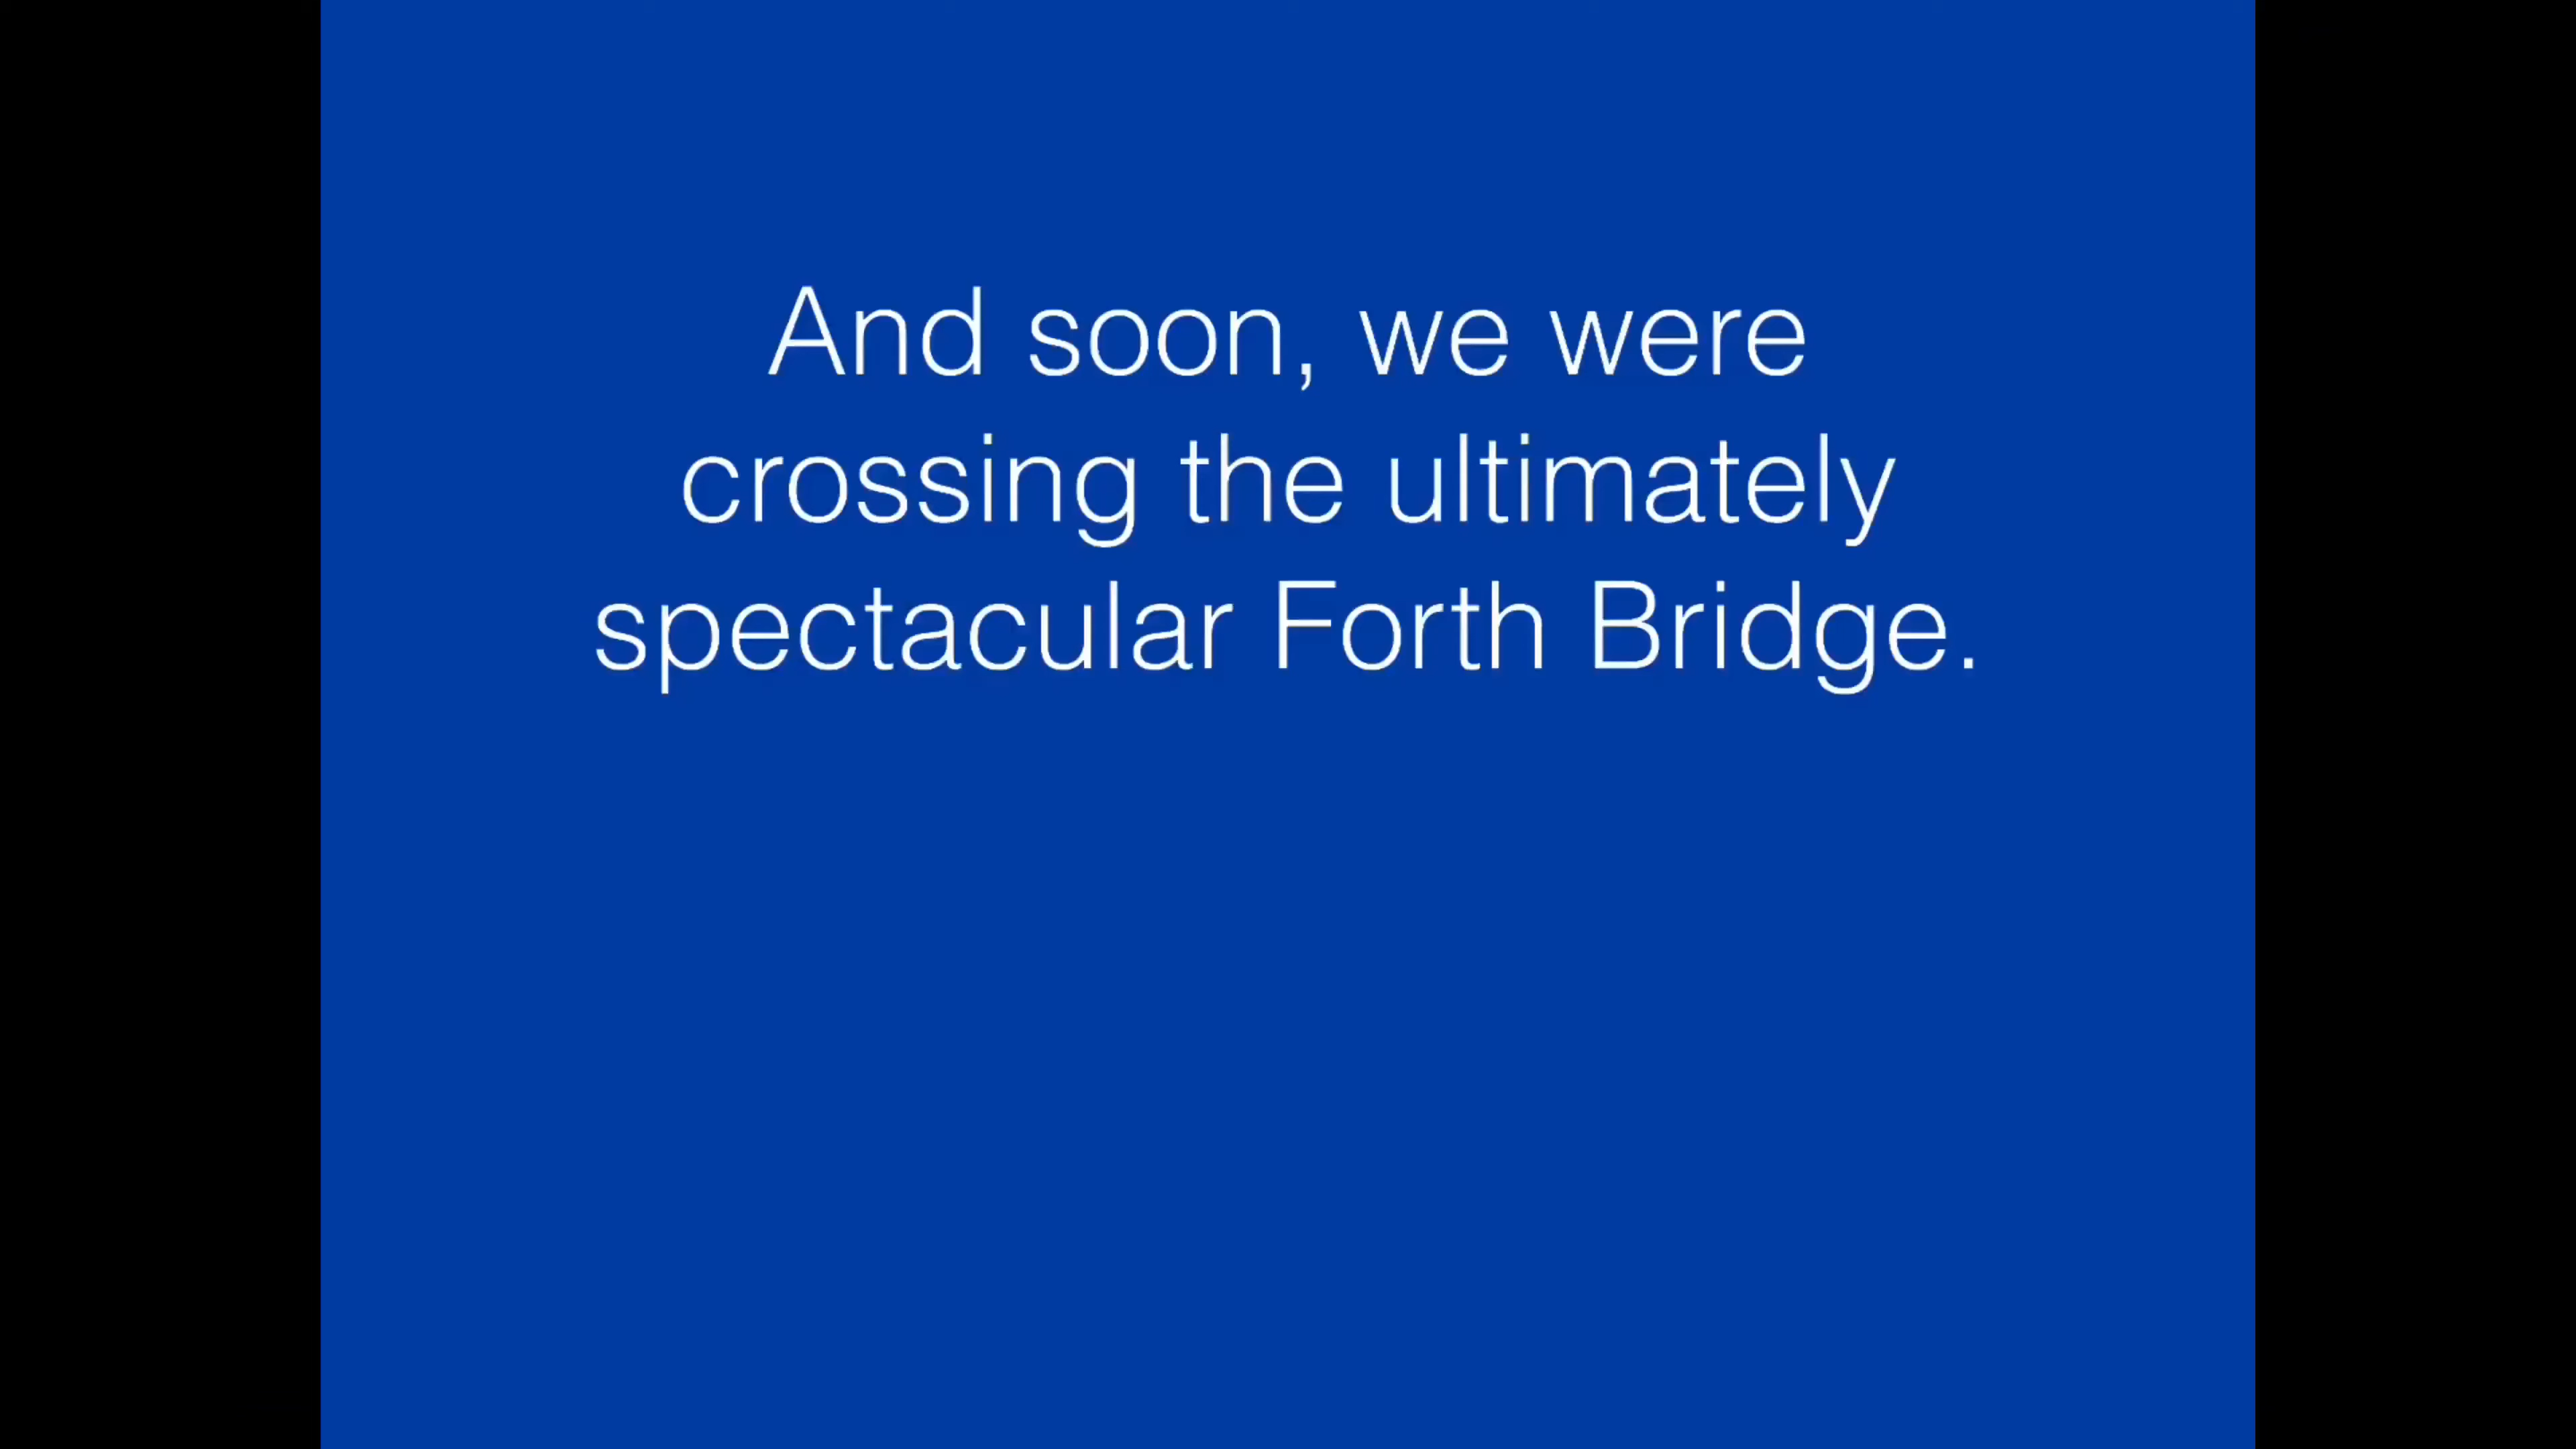 And soon, we were
crossing the ultimately
spectacular Forth Bridge.